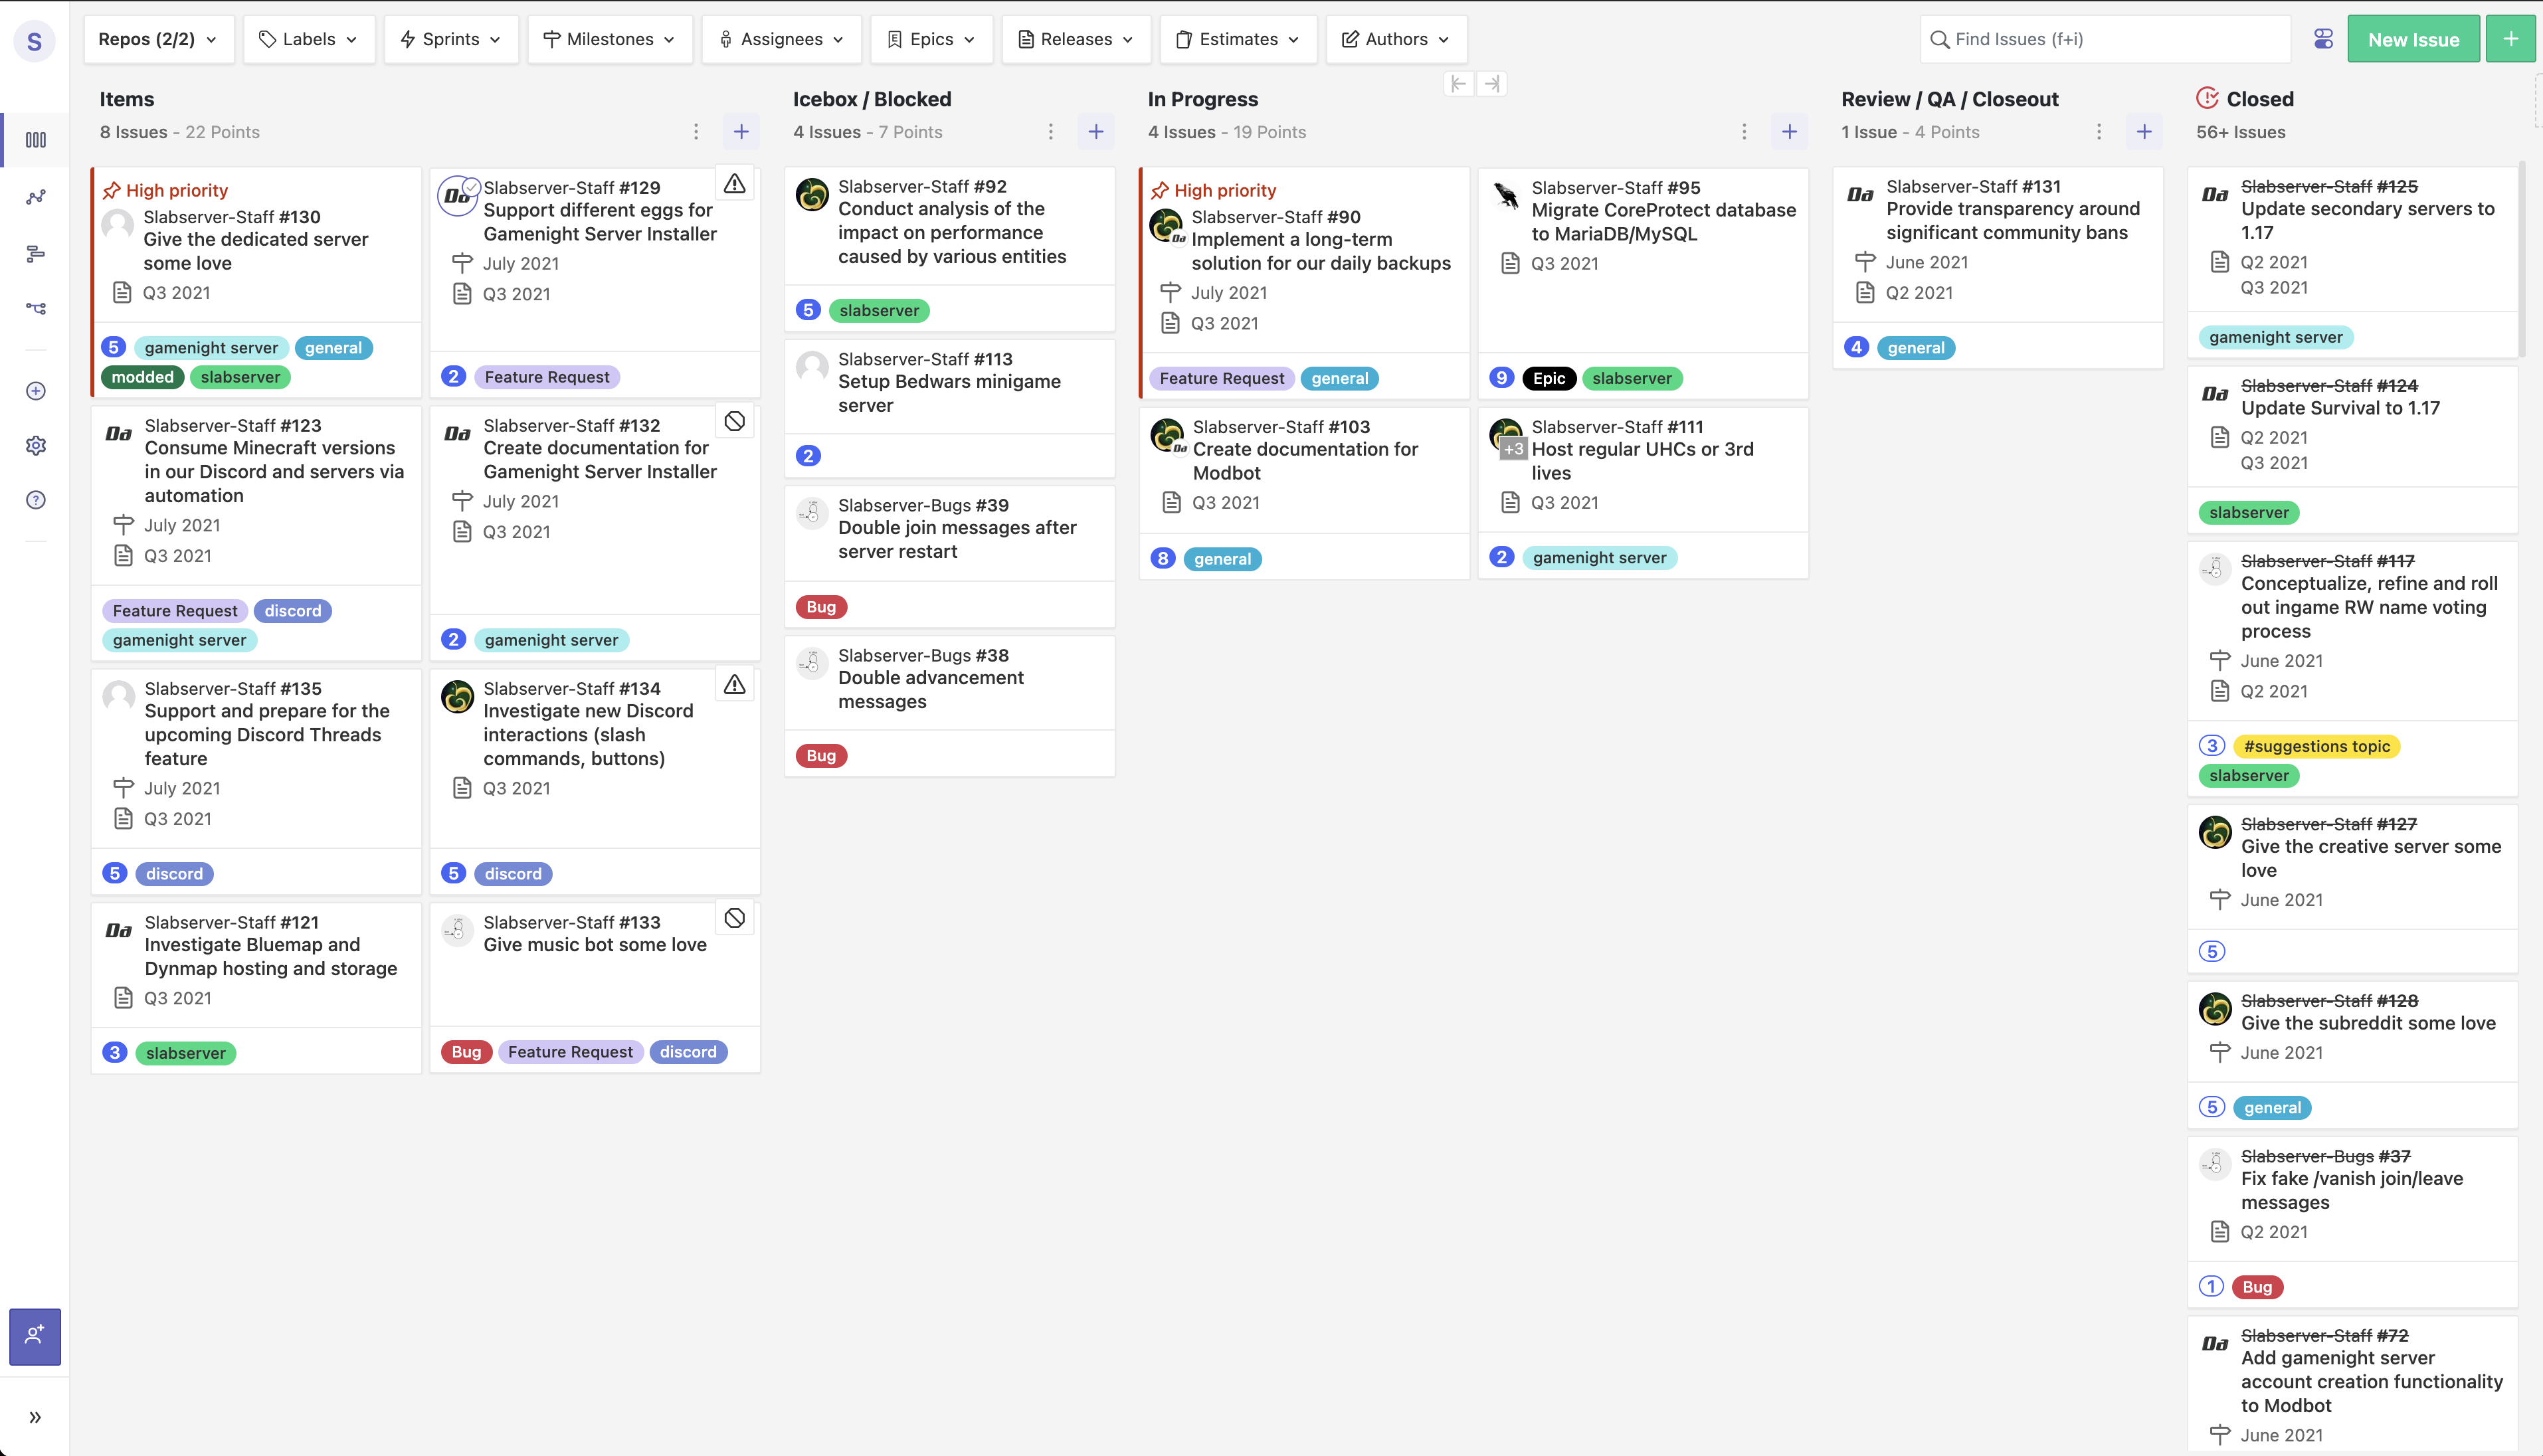 S
Repos (2/2)
Labels
Sprints
Milestones
Assignees
Epics
Releases
Estimates
Authors
Find Issues (f+i)
New Issue
+
Items
8 Issues - 22 Points
High priority
Slabserver-Staff #130
Give the dedicated server
some love
Q3 2021
5 gamenight server general
modded slabserver
Slabserver-Staff #129
Support different eggs for
Gamenight Server Installer
July 2021
Q3 2021
2 Feature Request
Da Slabserver-Staff #123
Consume Minecraft versions
in our Discord and servers via
automation
July 2021
Q3 2021
Feature Request discord
gamenight server
Da Slabserver-Staff #132
Create documentation for
Gamenight Server Installer
July 2021
Q3 2021
2 gamenight server
Slabserver-Staff #135
Support and prepare for the
upcoming Discord Threads
feature
July 2021
Q3 2021
5 discord
Slabserver-Staff #134
Investigate new Discord
interactions (slash
commands, buttons)
Q3 2021
5 discord
Da Slabserver-Staff #121
Investigate Bluemap and
Dynmap hosting and storage
Q3 2021
3 slabserver
Slabserver-Staff #133
Give music bot some love
Bug Feature Request discord
Icebox / Blocked
4 Issues - 7 Points
Slabserver-Staff #92
Conduct analysis of the
impact on performance
caused by various entities
5 slabserver
Slabserver-Staff #113
Setup Bedwars minigame
server
2
Slabserver-Bugs #39
Double join messages after
server restart
Bug
Slabserver-Bugs #38
Double advancement
messages
Bug
In Progress
4 Issues - 19 Points
High priority
Slabserver-Staff #90
Da Implement a long-term
solution for our daily backups
July 2021
Q3 2021
Feature Request general
Slabserver-Staff #95
Migrate CoreProtect database
to MariaDB/MySQL
Q3 2021
9 Epic slabserver
Slabserver-Staff #103
Da Create documentation for
Modbot
Q3 2021
8 general
Slabserver-Staff #111
+3 Host regular UHCs or 3rd
lives
Q3 2021
2 gamenight server
Review / QA / Closeout
1 Issue - 4 Points
Da Slabserver-Staff #131
Provide transparency around
significant community bans
June 2021
Q2 2021
4 general
Closed
56+ Issues
Da Slabserver-Staff #125
Update secondary servers to
1.17
Q2 2021
Q3 2021
gamenight server
Da Slabserver-Staff #124
Update Survival to 1.17
Q2 2021
Q3 2021
slabserver
Slabserver-Staff #117
Conceptualize, refine and roll
out ingame RW name voting
process
June 2021
Q2 2021
3 #suggestions topic
slabserver
Slabserver-Staff #127
Give the creative server some
love
June 2021
5
Slabserver-Staff #128
Give the subreddit some love
June 2021
5 general
Slabserver-Bugs #37
Fix fake /vanish join/leave
messages
Q2 2021
1 Bug
Da Slabserver-Staff #72
Add gamenight server
account creation functionality
to Modbot
June 2021